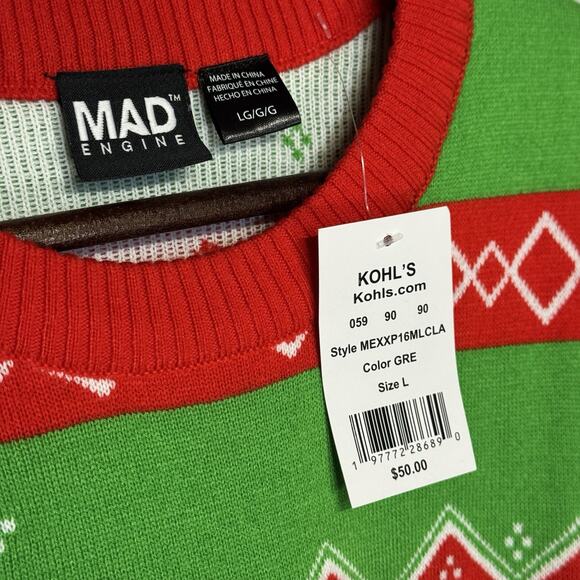 MAD™
ENGINE
MADE IN CHINA
FABRIQUÉ EN CHINE
HECHO EN CHINA
LG/G/G
KOHL'S
Kohls.com
059 90 90
Style MEXXP16MLCLA
Color GRE
Size L
1 97772 28689 0
$50.00